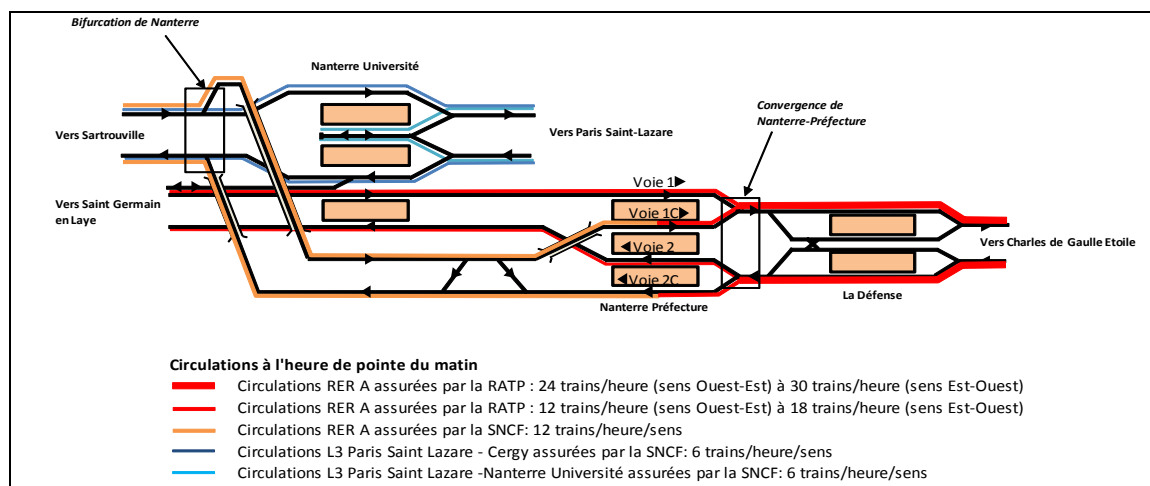 Bifurcation de Nanterre
Nanterre Université
Convergence de
Nanterre-Préfecture
Vers Sartrouville
Vers Paris Saint-Lazare
Vers Saint Germain
en Laye
Voie 1
Voie 1C
Voie 2
Voie 2C
Vers Charles de Gaulle Etoile
Nanterre Préfecture
La Défense
Circulations à l'heure de pointe du matin
Circulations RER A assurées par la RATP : 24 trains/heure (sens Ouest-Est) à 30 trains/heure (sens Est-Ouest)
Circulations RER A assurées par la RATP : 12 trains/heure (sens Ouest-Est) à 18 trains/heure (sens Est-Ouest)
Circulations RER A assurées par la SNCF: 12 trains/heure/sens
Circulations L3 Paris Saint Lazare - Cergy assurées par la SNCF: 6 trains/heure/sens
Circulations L3 Paris Saint Lazare -Nanterre Université assurées par la SNCF: 6 trains/heure/sens